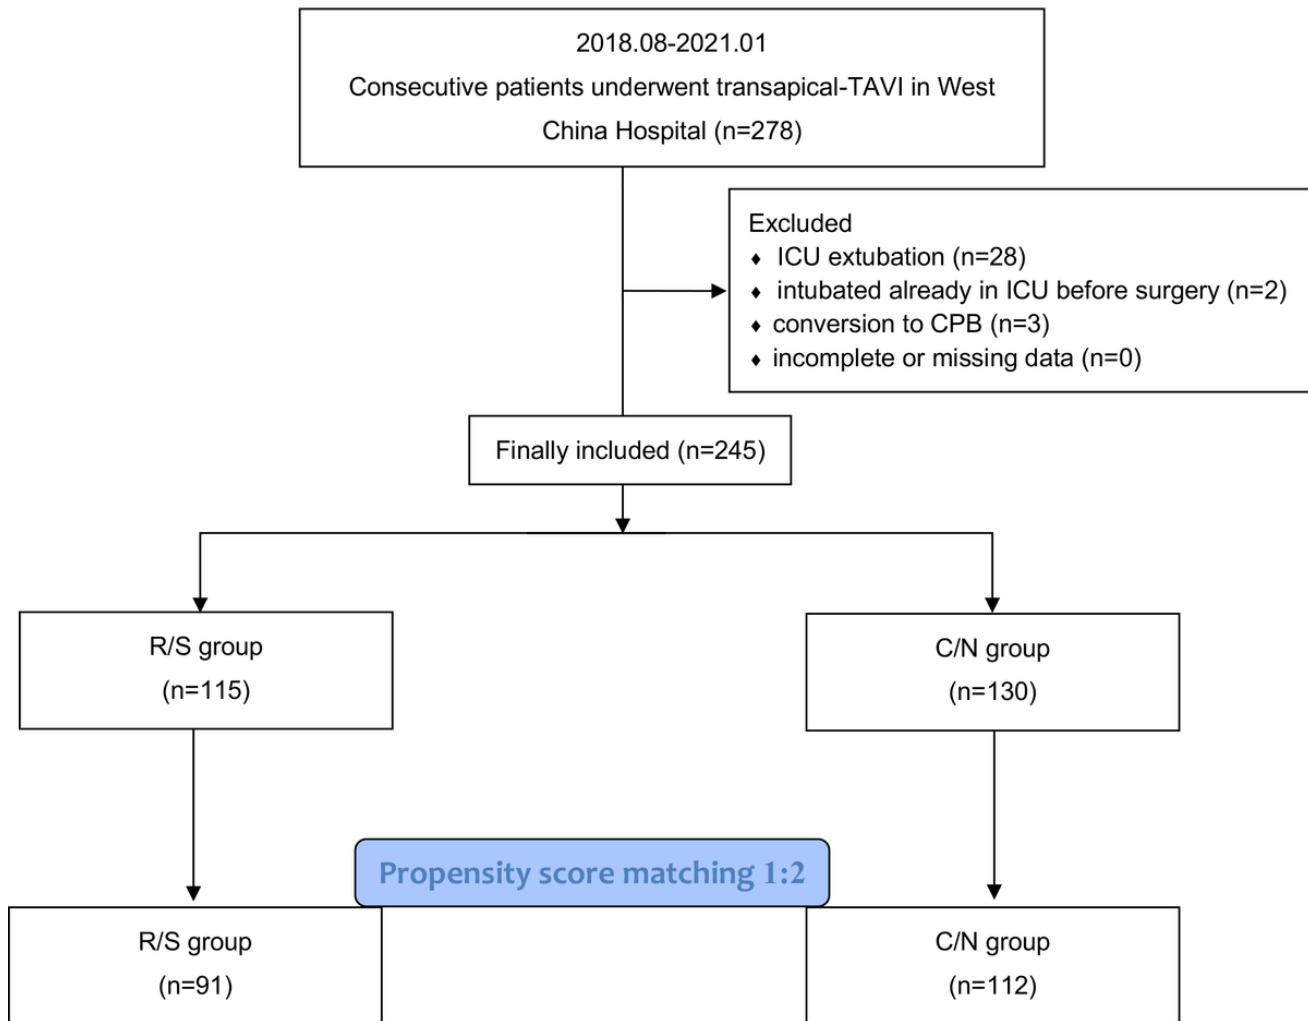 2018.08-2021.01
Consecutive patients underwent transapical-TAVI in West
China Hospital (n=278)
Excluded
♦ ICU extubation (n=28)
♦ intubated already in ICU before surgery (n=2)
♦ conversion to CPB (n=3)
♦ incomplete or missing data (n=0)
Finally included (n=245)
R/S group
(n=115)
C/N group
(n=130)
Propensity score matching 1:2
R/S group
(n=91)
C/N group
(n=112)